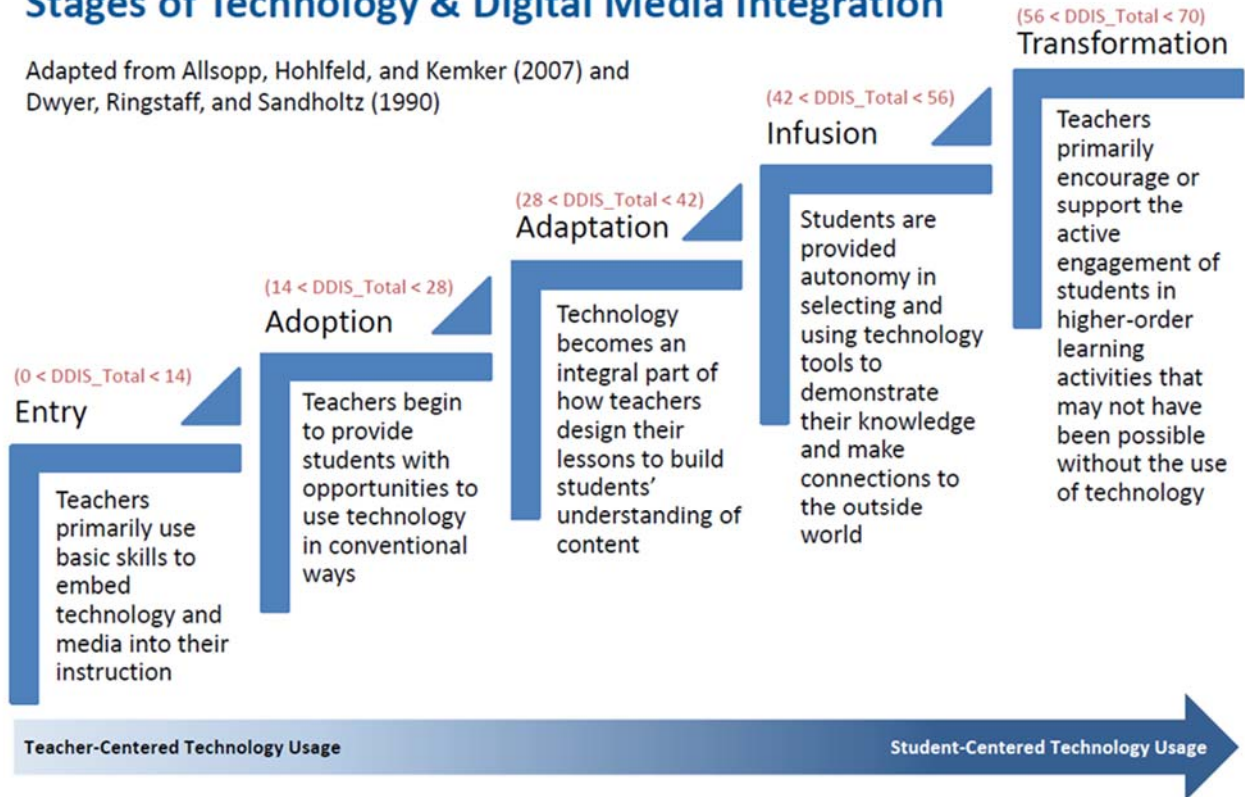 Stages of Technology & Digital Media Integration
Adapted from Allsopp, Hohlfeld, and Kemker (2007) and
Dwyer, Ringstaff, and Sandholtz (1990)
(0 < DDIS_Total < 14)
Entry
Teachers
primarily use
basic skills to
embed
technology and
media into their
instruction
(14 < DDIS_Total < 28)
Adoption
Teachers begin
to provide
students with
opportunities to
use technology
in conventional
ways
(28 < DDIS_Total < 42)
Adaptation
Technology
becomes an
integral part of
how teachers
design their
lessons to build
students’
understanding of
content
(42 < DDIS_Total < 56)
Infusion
Students are
provided
autonomy in
selecting and
using technology
tools to
demonstrate
their knowledge
and make
connections to
the outside
world
(56 < DDIS_Total < 70)
Transformation
Teachers
primarily
encourage or
support the
active
engagement of
students in
higher-order
learning
activities that
may not have
been possible
without the use
of technology
Teacher-Centered Technology Usage
Student-Centered Technology Usage